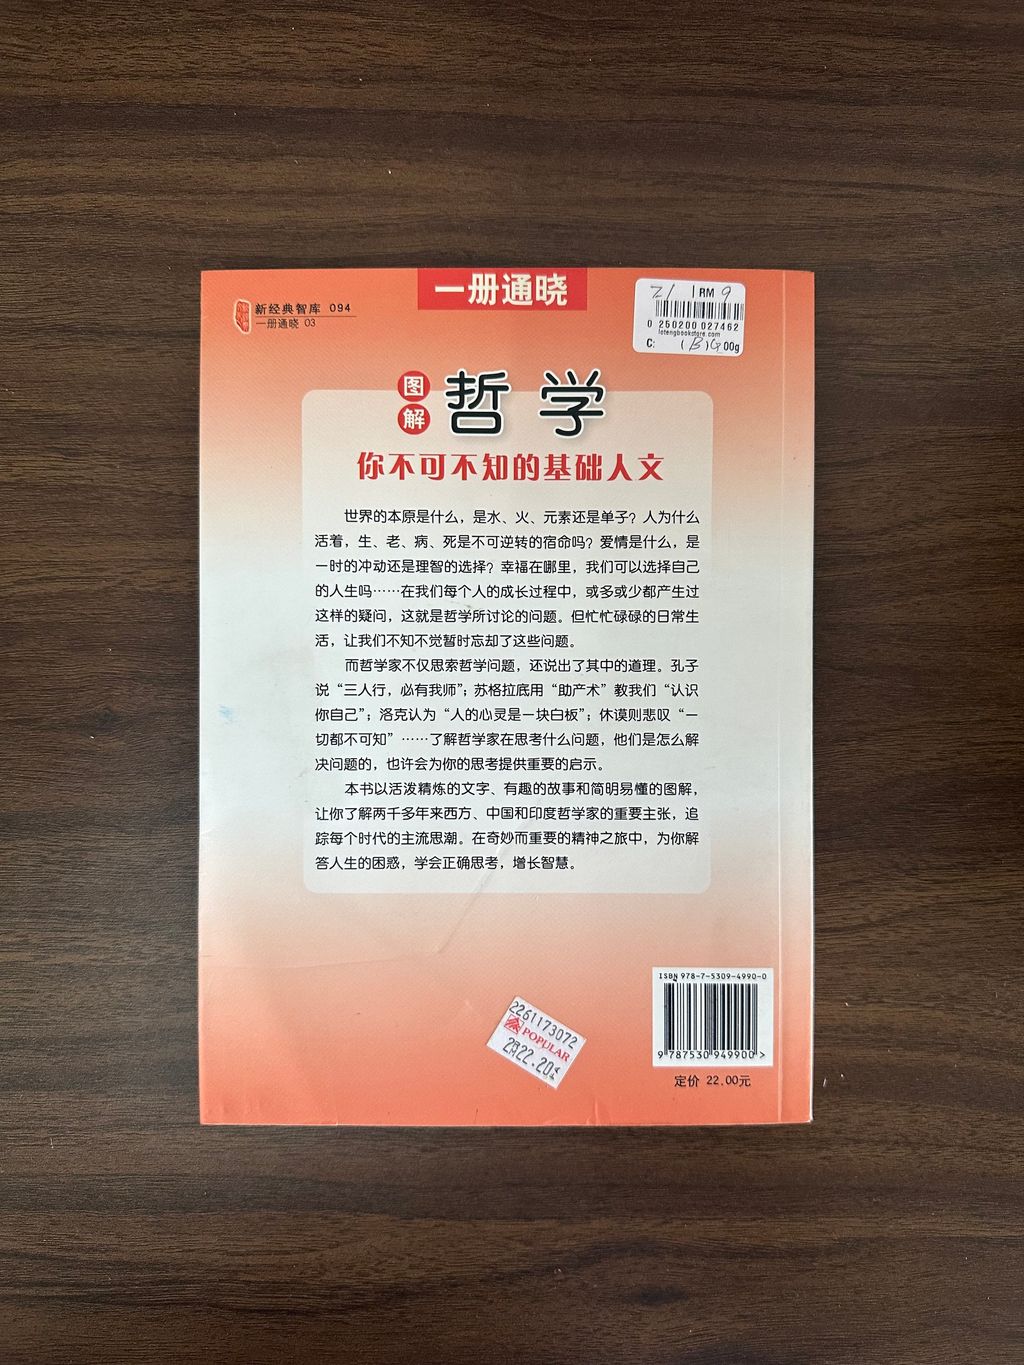 一册通晓
新经典智库 094
一册通晓 03
RM 9
0 250200 027462
lotengbookstore.com
C:
00g
图解 哲学
你不可不知的基础人文
世界的本原是什么，是水、火、元素还是单子？人为什么
活着，生、老、病、死是不可逆转的宿命吗？爱情是什么，是
一时的冲动还是理智的选择？幸福在哪里，我们可以选择自己
的人生吗……在我们每个人的成长过程中，或多或少都产生过
这样的疑问，这就是哲学所讨论的问题。但忙忙碌碌的日常生
活，让我们不知不觉暂时忘却了这些问题。
而哲学家不仅思索哲学问题，还说出了其中的道理。孔子
说“三人行，必有我师”；苏格拉底用“助产术”教我们“认识
你自己”；洛克认为“人的心灵是一块白板”；休谟则悲叹“一
切都不可知”……了解哲学家在思考什么问题，他们是怎么解
决问题的，也许会为你的思考提供重要的启示。
本书以活泼精炼的文字、有趣的故事和简明易懂的图解，
让你了解两千多年来西方、中国和印度哲学家的重要主张，追
踪每个时代的主流思潮。在奇妙而重要的精神之旅中，为你解
答人生的困惑，学会正确思考，增长智慧。
ISBN 978-7-5309-4990-0
9 787530 949900 >
定价 22.00元
2261173072
POPULAR
22.20